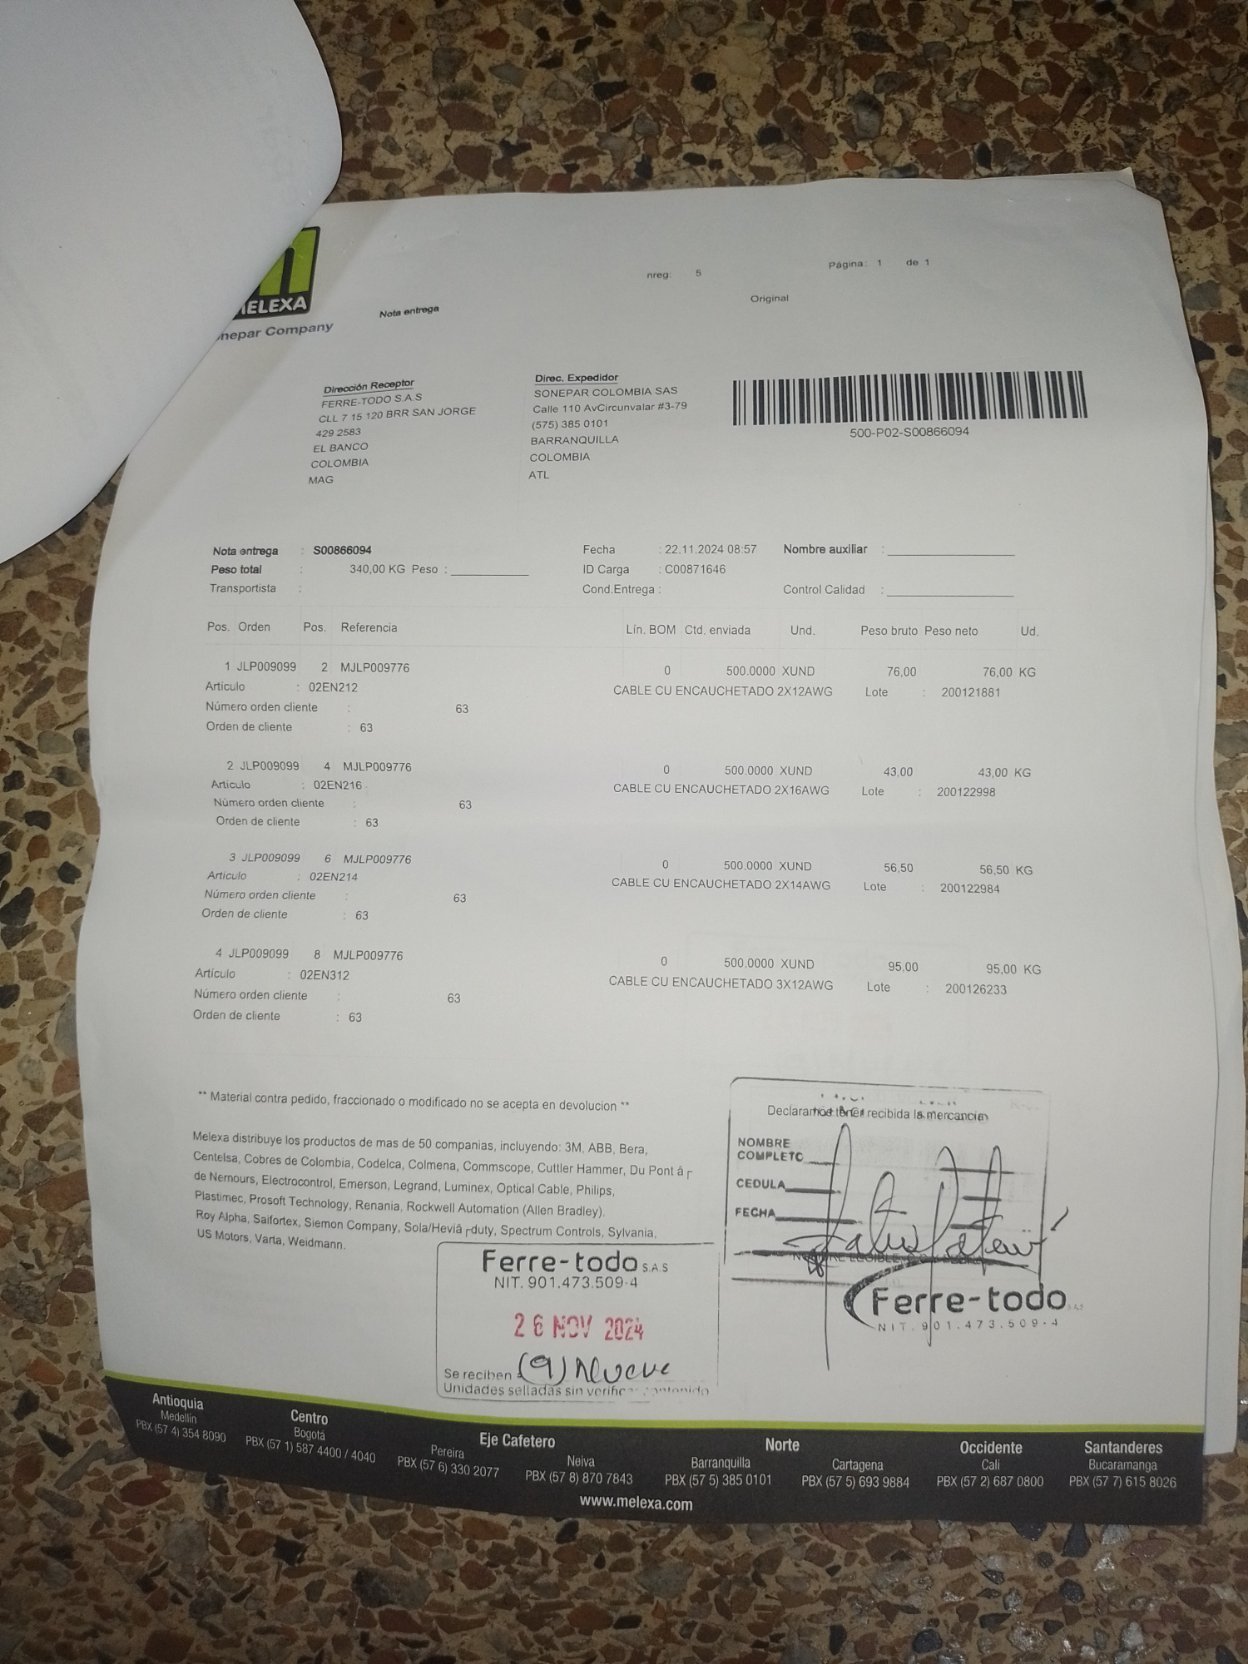 nreg: 5
Página: 1 de 1
Original
MELEXA
Sonepar Company
Nota entrega
Dirección Receptor
FERRE-TODO S.A.S
CLL 7 15 120 BRR SAN JORGE
429 2583
EL BANCO
COLOMBIA
MAG
Direc. Expedidor
SONEPAR COLOMBIA SAS
Calle 110 AvCircunvalar #3-79
(575) 385 0101
BARRANQUILLA
COLOMBIA
ATL
500-P02-S00866094
Nota entrega : S00866094 Fecha : 22.11.2024 08:57 Nombre auxiliar :
Peso total : 340,00 KG Peso : ID Carga : C00871646
Transportista : Cond.Entrega : Control Calidad :
Pos. Orden Pos. Referencia Lín. BOM Ctd. enviada Und. Peso bruto Peso neto Ud.
1 JLP009099 2 MJLP009776 0 500.0000 XUND 76,00 76,00 KG
Artículo : 02EN212 CABLE CU ENCAUCHETADO 2X12AWG Lote : 200121881
Número orden cliente : 63
Orden de cliente : 63
2 JLP009099 4 MJLP009776 0 500.0000 XUND 43,00 43,00 KG
Artículo : 02EN216 CABLE CU ENCAUCHETADO 2X16AWG Lote : 200122998
Número orden cliente : 63
Orden de cliente : 63
3 JLP009099 6 MJLP009776 0 500.0000 XUND 56,50 56,50 KG
Artículo : 02EN214 CABLE CU ENCAUCHETADO 2X14AWG Lote : 200122984
Número orden cliente : 63
Orden de cliente : 63
4 JLP009099 8 MJLP009776 0 500.0000 XUND 95.00 95,00 KG
Artículo : 02EN312 CABLE CU ENCAUCHETADO 3X12AWG Lote : 200126233
Número orden cliente : 63
Orden de cliente : 63
** Material contra pedido, fraccionado o modificado no se acepta en devolucion **
Melexa distribuye los productos de mas de 50 companias, incluyendo: 3M, ABB, Bera,
Centelsa, Cobres de Colombia, Codelca, Colmena, Commscope, Cuttler Hammer, Du Pont â ┌
de Nemours, Electrocontrol, Emerson, Legrand, Luminex, Optical Cable, Philips,
Plastimec, Prosoft Technology, Renania, Rockwell Automation (Allen Bradley).
Roy Alpha, Saifortex, Siemon Company, Sola/Heviâ ┌duty, Spectrum Controls, Sylvania,
US Motors, Varta, Weidmann.
Declaramos tener recibida la mercancia
NOMBRE
COMPLETO
CEDULA
FECHA
Ferre-todo S.A.S
NIT. 901.473.509-4
Ferre-todo S.A.S
NIT. 901.473.509-4
26 NOV 2024
Se reciben (9) Nueve
Unidades selladas sin verificar contenido
Antioquia
Medellín
PBX (57 4) 354 8090
Centro
Bogotá
PBX (57 1) 587 4400 / 4040
Eje Cafetero
Pereira
PBX (57 6) 330 2077
Neiva
PBX (57 8) 870 7843
Norte
Barranquilla
PBX (57 5) 385 0101
Cartagena
PBX (57 5) 693 9884
Occidente
Cali
PBX (57 2) 687 0800
Santanderes
Bucaramanga
PBX (57 7) 615 8026
www.melexa.com